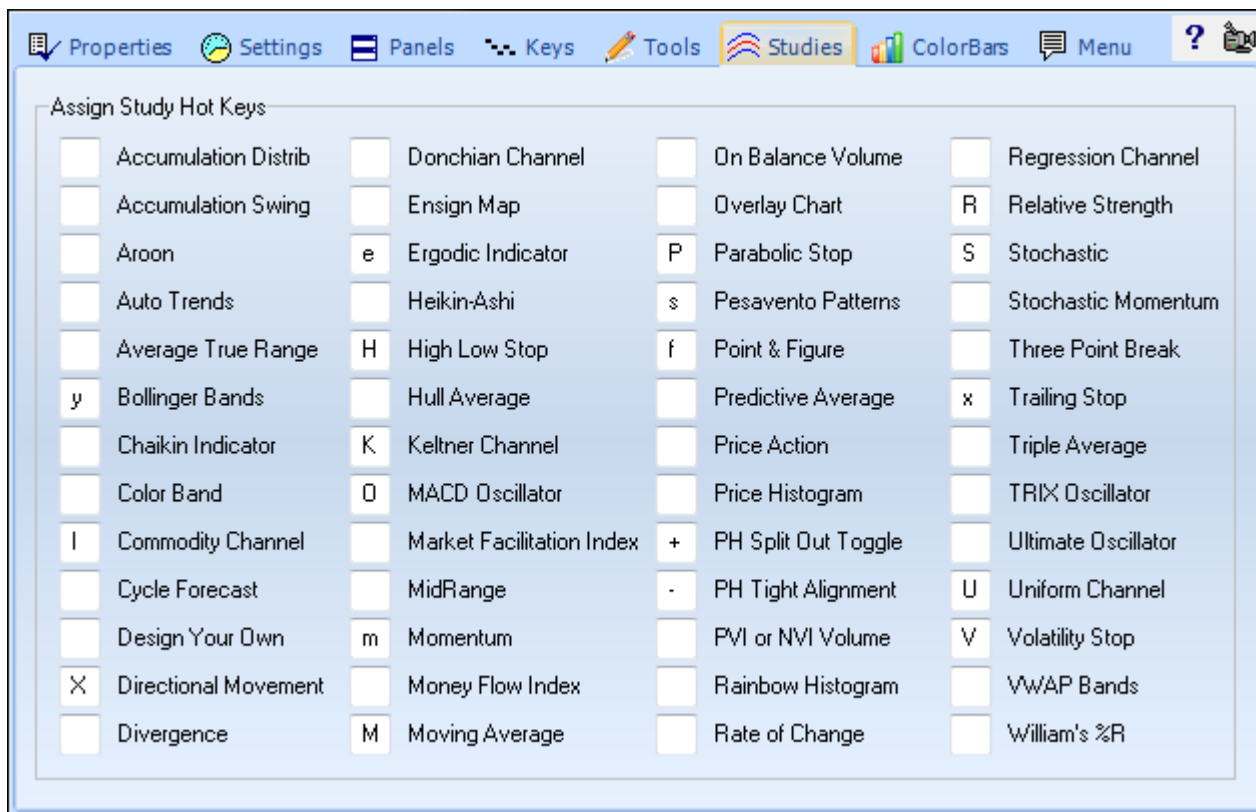 Properties Settings Panels Keys Tools Studies ColorBars Menu ?
Assign Study Hot Keys
Accumulation Distrib Donchian Channel On Balance Volume Regression Channel
Accumulation Swing Ensign Map Overlay Chart R Relative Strength
Aroon e Ergodic Indicator P Parabolic Stop S Stochastic
Auto Trends Heikin-Ashi s Pesavento Patterns Stochastic Momentum
Average True Range H High Low Stop f Point & Figure Three Point Break
y Bollinger Bands Hull Average Predictive Average x Trailing Stop
Chaikin Indicator K Keltner Channel Price Action Triple Average
Color Band O MACD Oscillator Price Histogram TRIX Oscillator
I Commodity Channel Market Facilitation Index + PH Split Out Toggle Ultimate Oscillator
Cycle Forecast MidRange - PH Tight Alignment U Uniform Channel
Design Your Own m Momentum PVI or NVI Volume V Volatility Stop
X Directional Movement Money Flow Index Rainbow Histogram VWAP Bands
Divergence M Moving Average Rate of Change William's %R